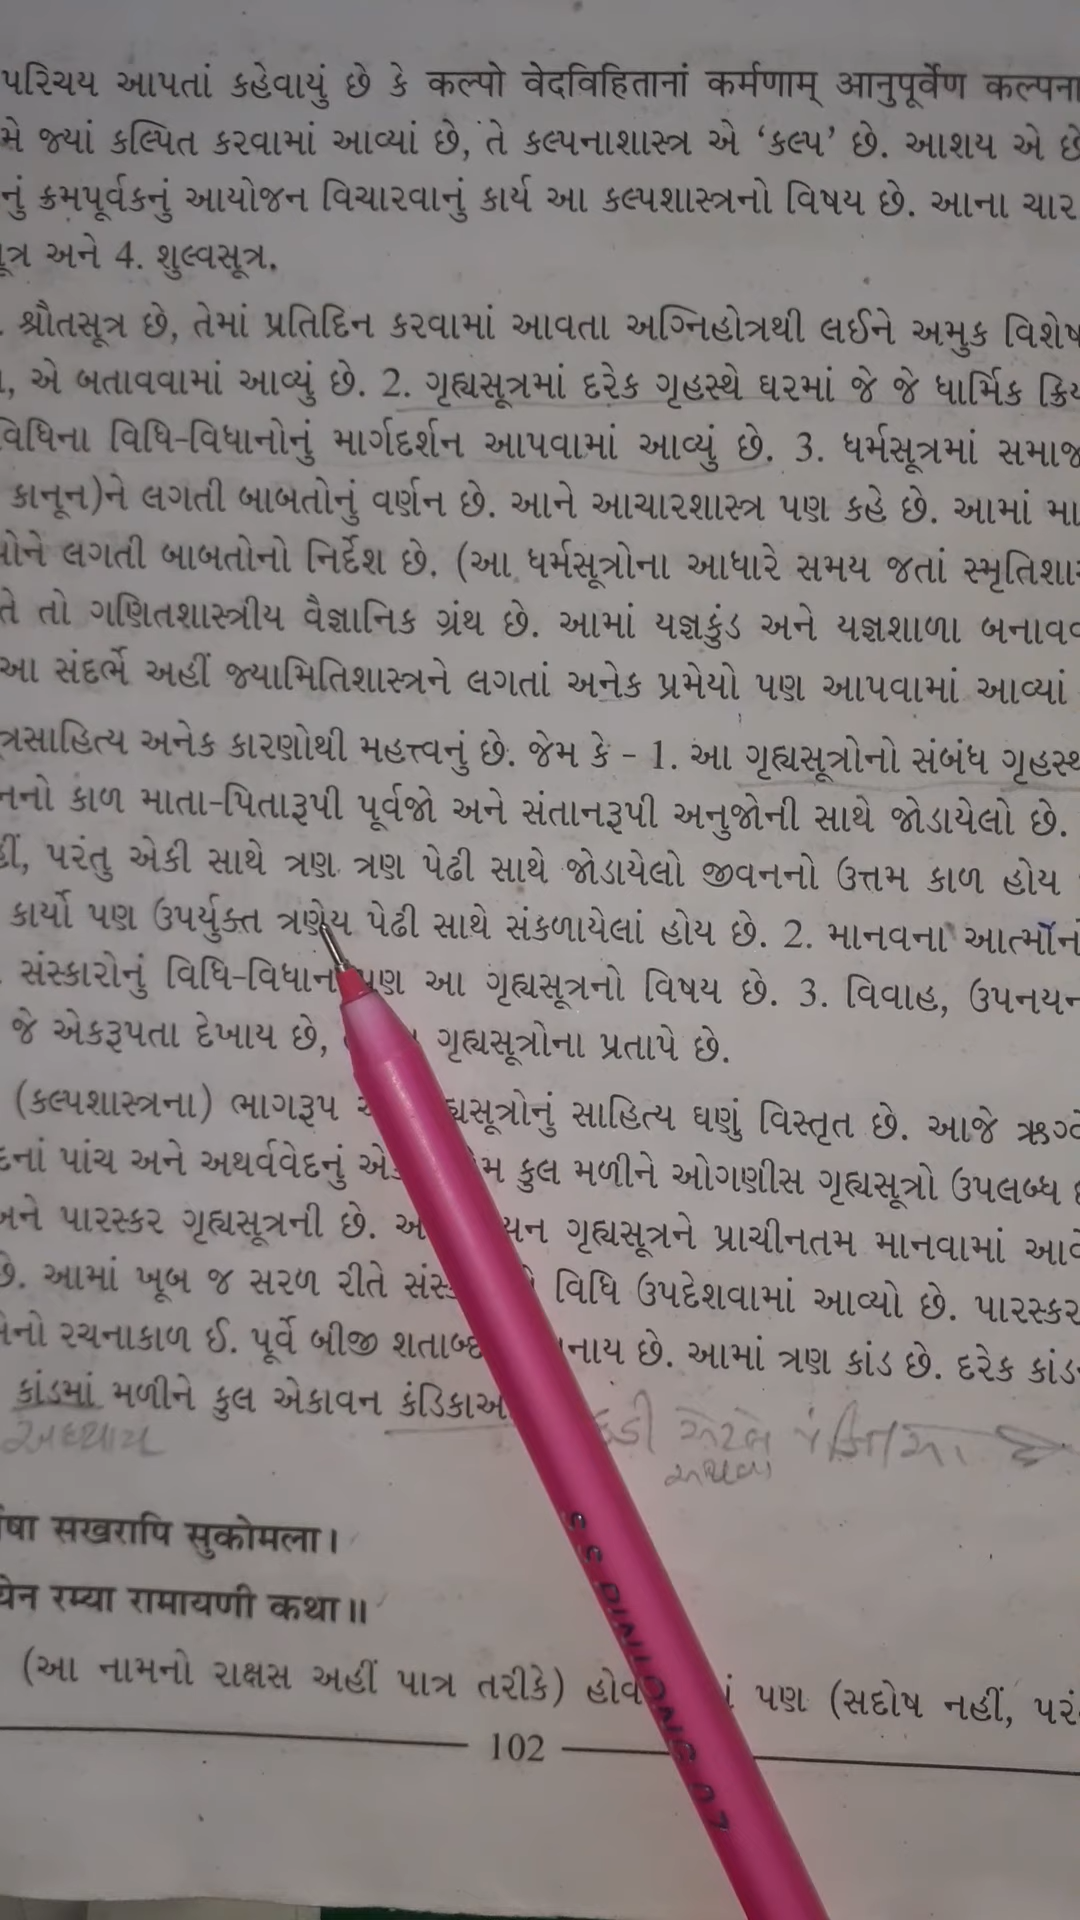 પરિચય આપતાં કહેવાયું છે કે કલ્પો વેદવિહિતાનાં કર્મણામ્ આનુપૂર્વેણ કલ્પના
મે જ્યાં કલ્પિત કરવામાં આવ્યાં છે, તે કલ્પનાશાસ્ત્ર એ ‘કલ્પ’ છે. આશય એ છે
નું ક્રમપૂર્વકનું આયોજન વિચારવાનું કાર્ય આ કલ્પશાસ્ત્રનો વિષય છે. આના ચાર
સૂત્ર અને 4. શુલ્વસૂત્ર.
શ્રૌતસૂત્ર છે, તેમાં પ્રતિદિન કરવામાં આવતા અગ્નિહોત્રથી લઈને અમુક વિશેષ
, એ બતાવવામાં આવ્યું છે. 2. ગૃહ્યસૂત્રમાં દરેક ગૃહસ્થે ઘરમાં જે જે ધાર્મિક
વિધિના વિધિ-વિધાનોનું માર્ગદર્શન આપવામાં આવ્યું છે. 3. ધર્મસૂત્રમાં સમાજ
કાનૂન)ને લગતી બાબતોનું વર્ણન છે. આને આચારશાસ્ત્ર પણ કહે છે. આમાં મા
ોને લગતી બાબતોનો નિર્દેશ છે. (આ ધર્મસૂત્રોના આધારે સમય જતાં સ્મૃતિશા
તે તો ગણિતશાસ્ત્રીય વૈજ્ઞાનિક ગ્રંથ છે. આમાં યજ્ઞકુંડ અને યજ્ઞશાળા બનાવવ
આ સંદર્ભે અહીં જ્યામિતિશાસ્ત્રને લગતાં અનેક પ્રમેયો પણ આપવામાં આવ્યાં
ત્રસાહિત્ય અનેક કારણોથી મહત્ત્વનું છે. જેમ કે - 1. આ ગૃહ્યસૂત્રોનો સંબંધ ગૃહસ્થ
નનો કાળ માતા-પિતારૂપી પૂર્વજો અને સંતાનરૂપી અનુજોની સાથે જોડાયેલો છે.
હીં, પરંતુ એકી સાથે ત્રણ ત્રણ પેઢી સાથે જોડાયેલો જીવનનો ઉત્તમ કાળ હોય
કાર્યો પણ ઉપર્યુક્ત ત્રણેય પેઢી સાથે સંકળાયેલાં હોય છે. 2. માનવના આત્માનં
. સંસ્કારોનું વિધિ-વિધાન પણ આ ગૃહ્યસૂત્રનો વિષય છે. 3. વિવાહ, ઉપનયન
જે એકરૂપતા દેખાય છે, ગૃહ્યસૂત્રોના પ્રતાપે છે.
(કલ્પશાસ્ત્રના) ભાગરૂપ હ્યસૂત્રોનું સાહિત્ય ઘણું વિસ્તૃત છે. આજે ઋગ્વે
દનાં પાંચ અને અથર્વવેદનું મ કુલ મળીને ઓગણીસ ગૃહ્યસૂત્રો ઉપલબ્ધ
અને પારસ્કર ગૃહ્યસૂત્રની છે. યન ગૃહ્યસૂત્રને પ્રાચીનતમ માનવામાં આવે
છે. આમાં ખૂબ જ સરળ રીતે વિધિ ઉપદેશવામાં આવ્યો છે. પારસ્કર
નો રચનાકાળ ઈ. પૂર્વે બીજી શતાબ્દ નાય છે. આમાં ત્રણ કાંડ છે. દરેક કાંડ
કાંડમાં મળીને કુલ એકાવન કંડિકાઅ
અધ્યાય
એટલે
અથવા
षा सखरापि सुकोमला।
येन रम्या रामायणी कथा॥
(આ નામનો રાક્ષસ અહીં પાત્ર તરીકે) હોવ પણ (સદોષ નહીં, પરં
102
DINIONIC 0.7